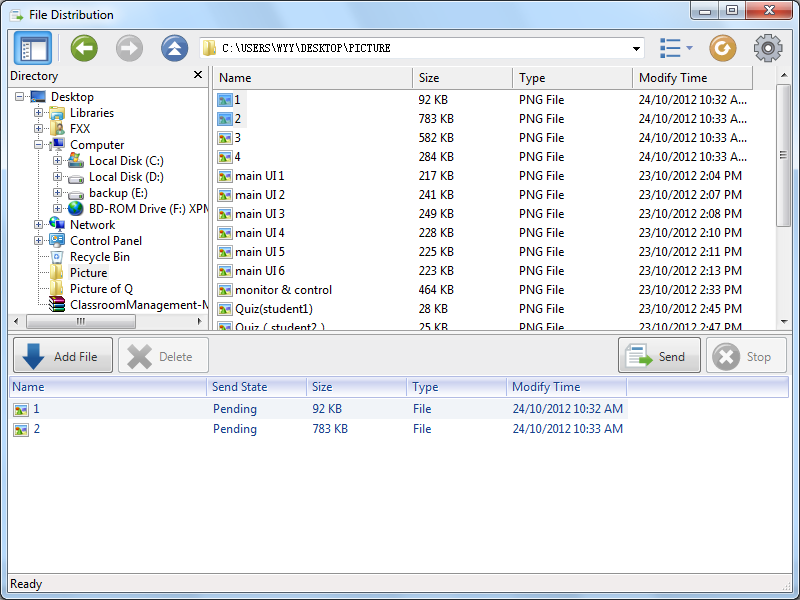 File Distribution
C:\USERS\WYY\DESKTOP\PICTURE
Directory
Desktop
Libraries
FXX
Computer
Local Disk (C:)
Local Disk (D:)
backup (E:)
BD-ROM Drive (F:) XPM
Network
Control Panel
Recycle Bin
Picture
Picture of Q
ClassroomManagement-M
Name Size Type Modify Time
1 92 KB PNG File 24/10/2012 10:32 A...
2 783 KB PNG File 24/10/2012 10:33 A...
3 582 KB PNG File 24/10/2012 10:33 A...
4 284 KB PNG File 24/10/2012 10:33 A...
main UI 1 217 KB PNG File 23/10/2012 2:04 PM
main UI 2 241 KB PNG File 23/10/2012 2:07 PM
main UI 3 249 KB PNG File 23/10/2012 2:08 PM
main UI 4 228 KB PNG File 23/10/2012 2:10 PM
main UI 5 225 KB PNG File 23/10/2012 2:11 PM
main UI 6 223 KB PNG File 23/10/2012 2:13 PM
monitor & control 464 KB PNG File 23/10/2012 2:33 PM
Quiz(student1) 28 KB PNG File 23/10/2012 2:45 PM
Quiz ( student2 ) 25 KB PNG File 23/10/2012 2:47 PM
Add File Delete Send Stop
Name Send State Size Type Modify Time
1 Pending 92 KB File 24/10/2012 10:32 AM
2 Pending 783 KB File 24/10/2012 10:33 AM
Ready